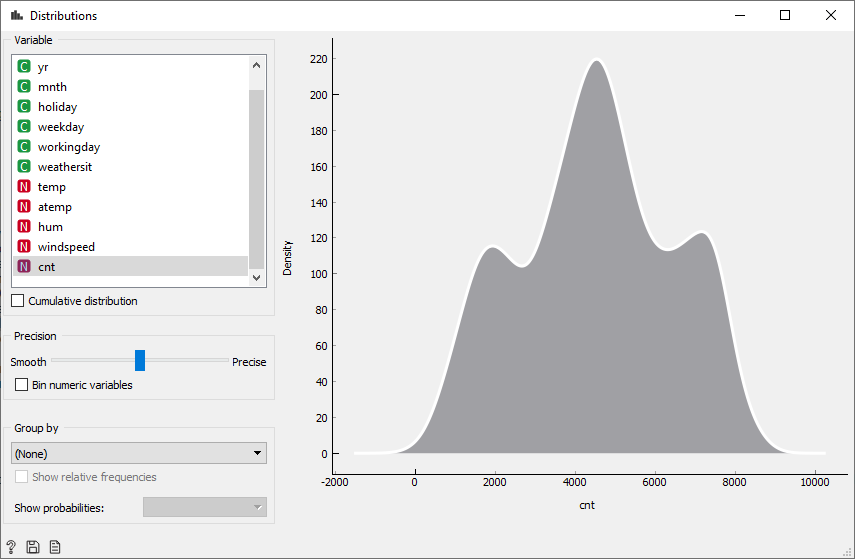 Distributions
Variable
C yr
C mnth
C holiday
C weekday
C workingday
C weathersit
N temp
N atemp
N hum
N windspeed
N cnt
Cumulative distribution
Precision
Smooth Precise
Bin numeric variables
Group by
(None)
Show relative frequencies
Show probabilities:
?
Density
220
200
180
160
140
120
100
80
60
40
20
0
-2000 0 2000 4000 6000 8000 10000
cnt